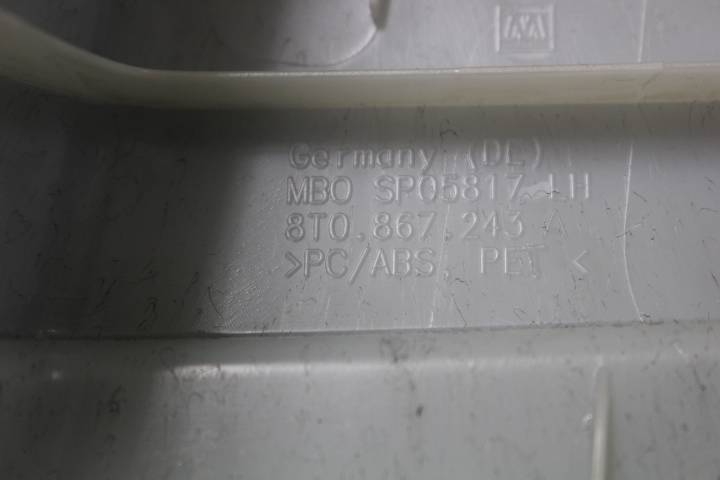 Germany (DE)
MBO SP05817 LH
8T0.867.243 A
>PC/ABS, PET <